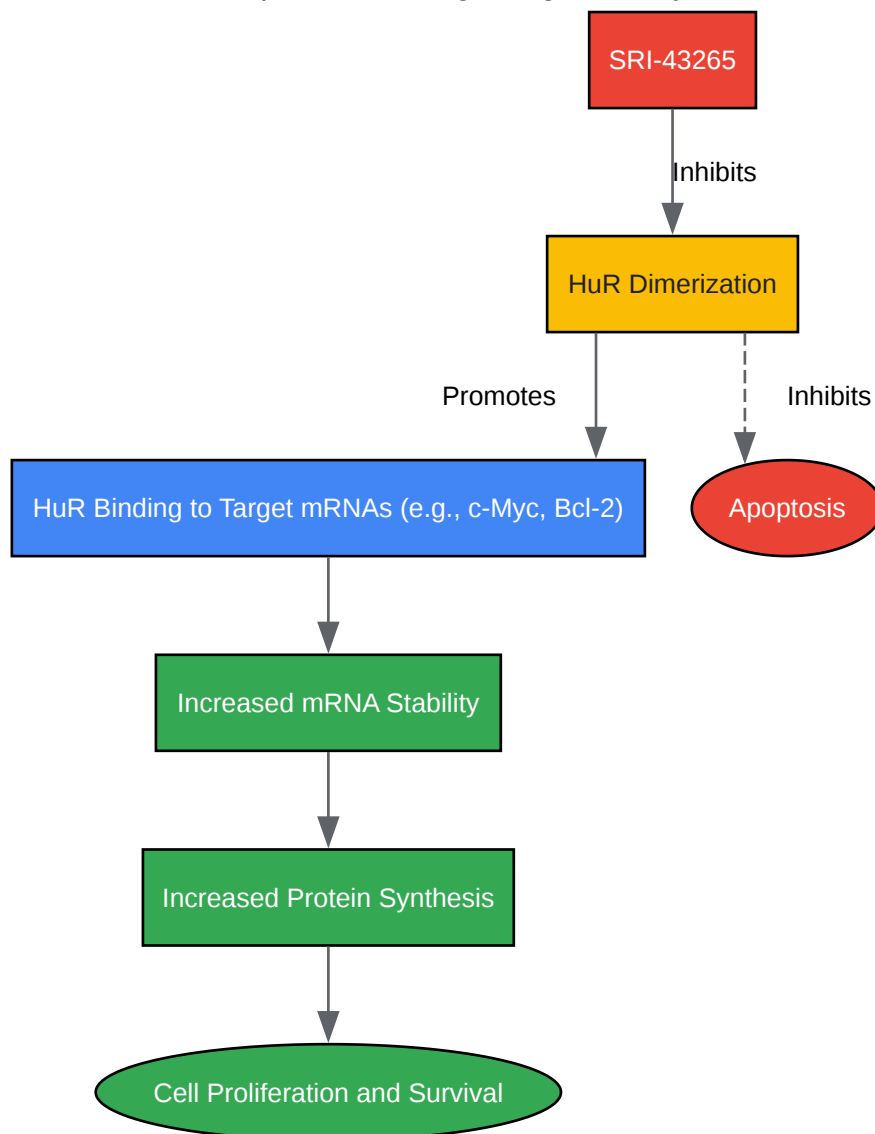 SRI-43265
Inhibits
HuR Dimerization
Promotes
Inhibits
HuR Binding to Target mRNAs (e.g., c-Myc, Bcl-2)
Apoptosis
Increased mRNA Stability
Increased Protein Synthesis
Cell Proliferation and Survival